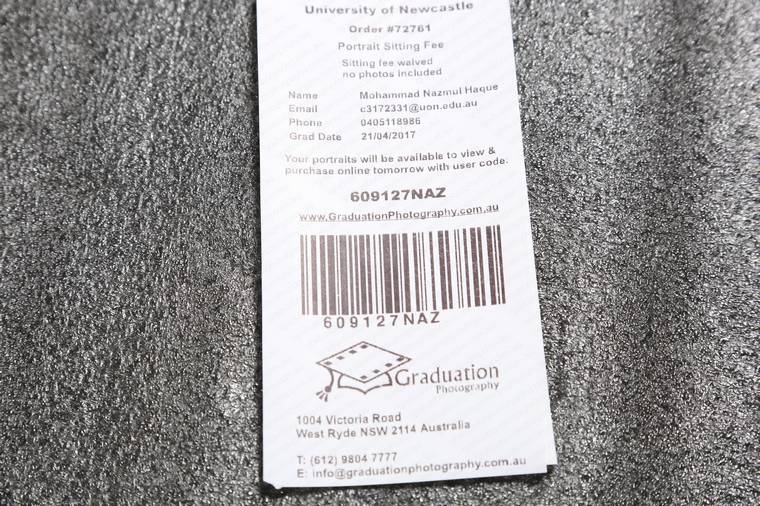 University of Newcastle
Order #72761
Portrait Sitting Fee
Sitting fee waived
no photos included
Name Mohammad Nazmul Haque
Email c3172331@uon.edu.au
Phone 0405118986
Grad Date 21/04/2017
Your portraits will be available to view &
purchase online tomorrow with user code.
609127NAZ
www.GraduationPhotography.com.au
609127NAZ
Graduation
Photography
1004 Victoria Road
West Ryde NSW 2114 Australia
T: (612) 9804 7777
E: info@graduationphotography.com.au